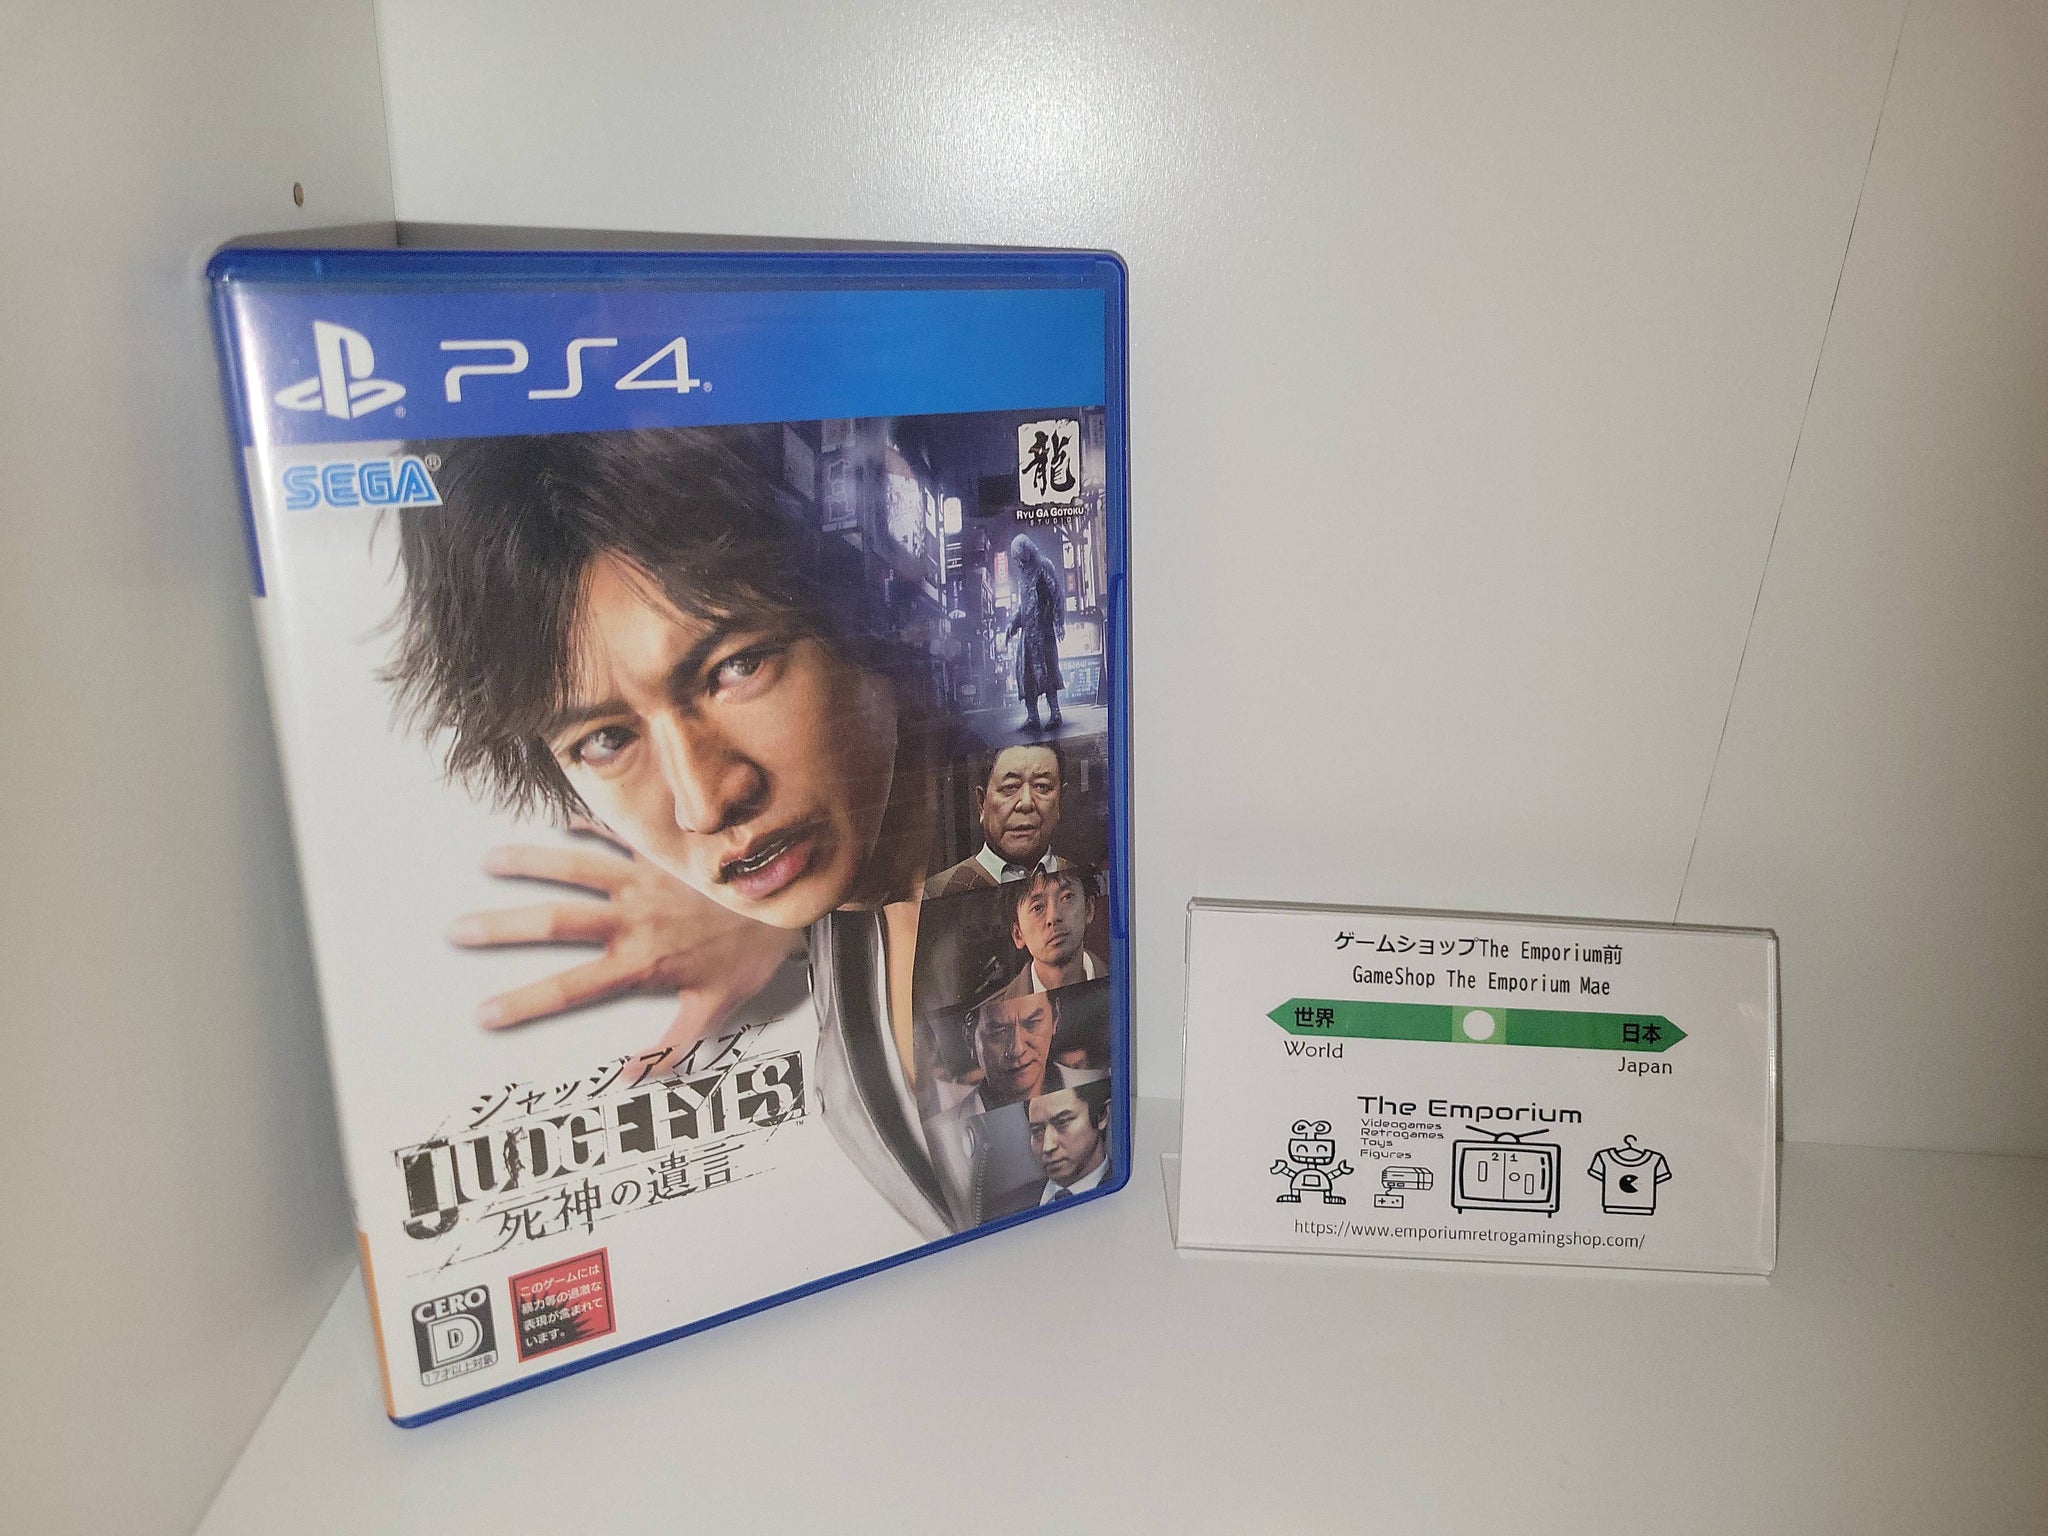 PS4
SEGA
龍
RYU GA GOTOKU
STUDIO
ジャッジアイズ
JUDGE EYES™
死神の遺言
CERO
D
17才以上対象
このゲームには
暴力等の過激な
表現が含まれて
います。
ゲームショップThe Emporium前
GameShop The Emporium Mae
世界
日本
World
Japan
The Emporium
Videogames
Retrogames
Toys
Figures
2 1
https://www.emporiumretrogamingshop.com/